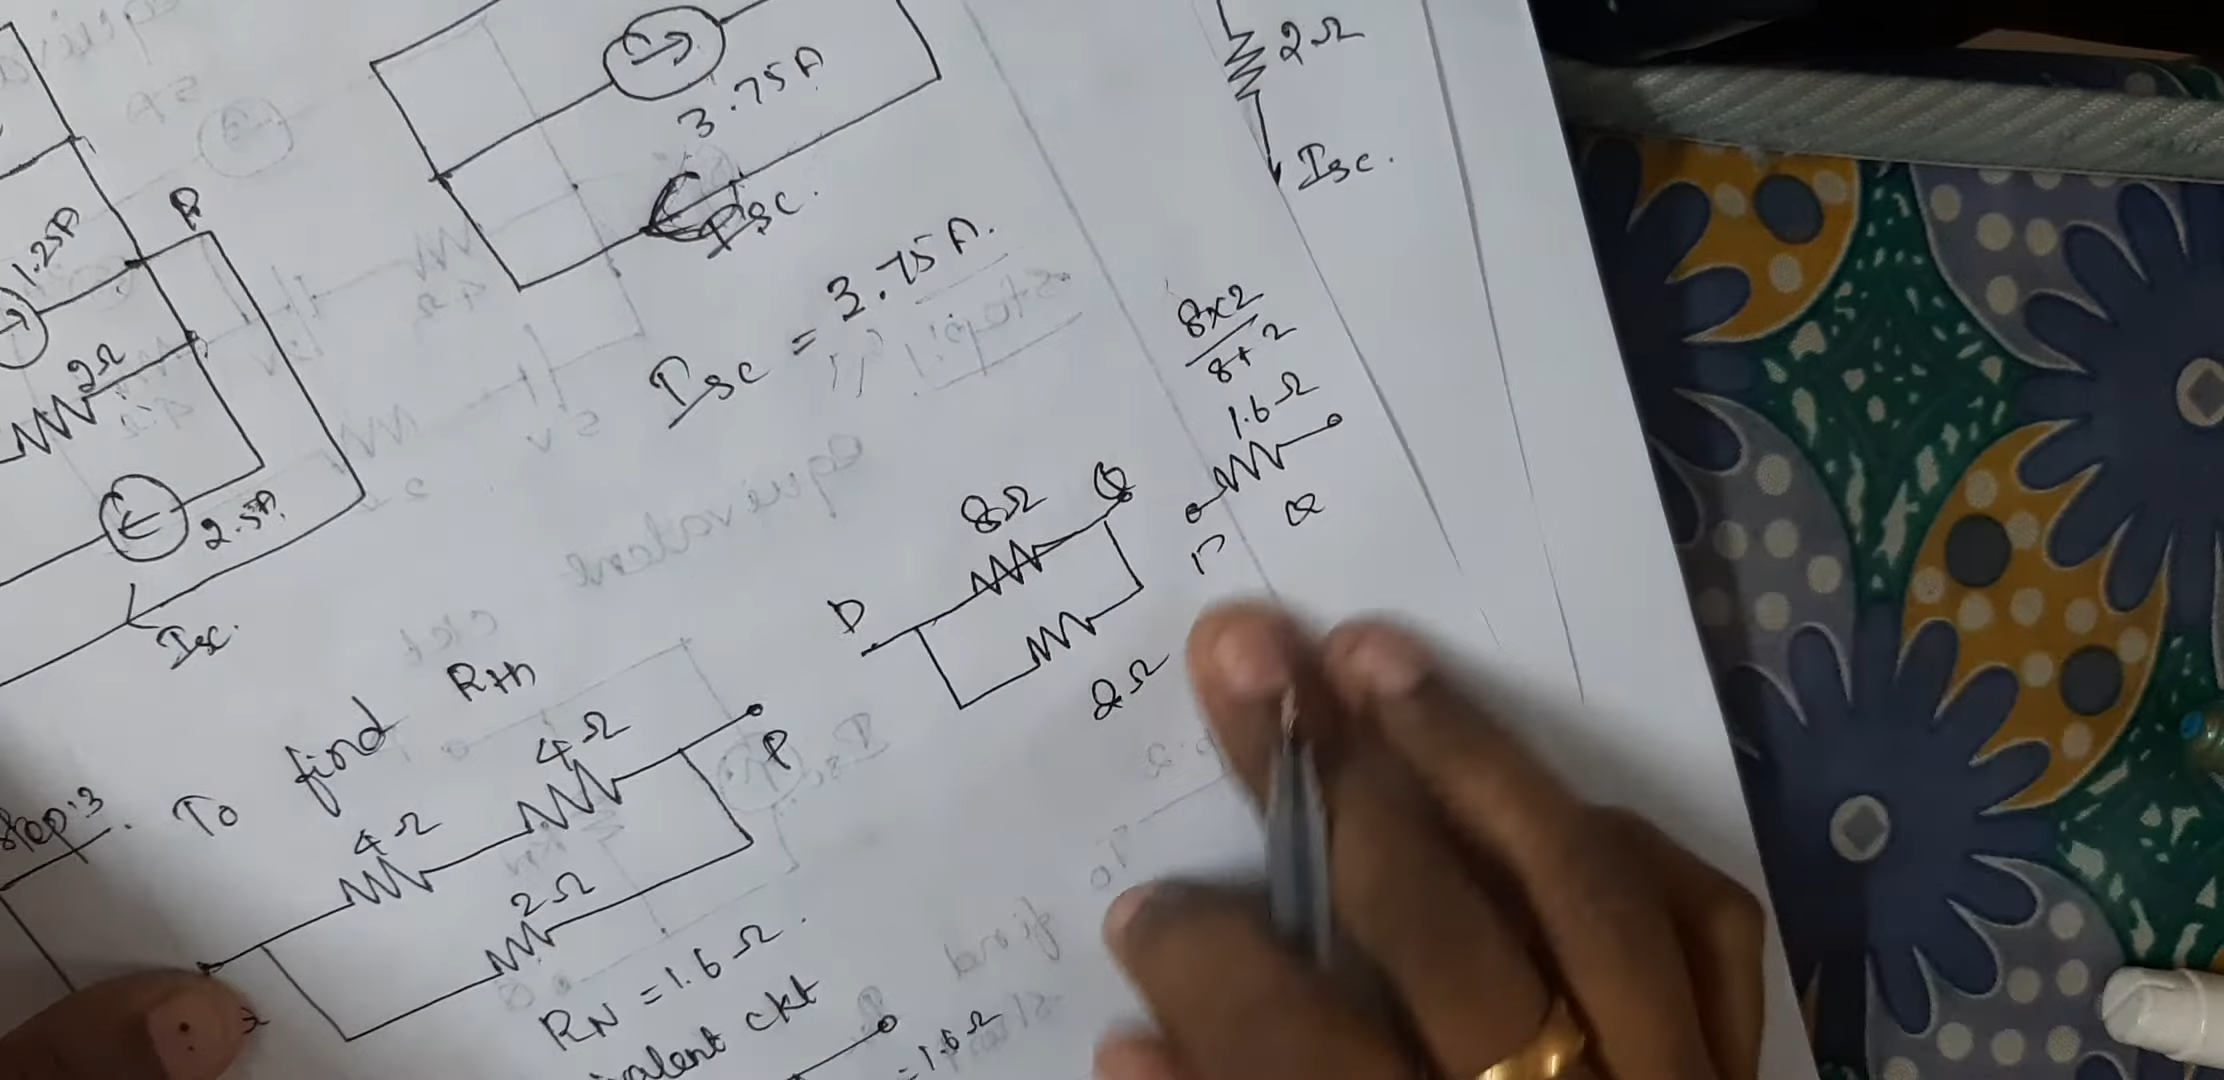 3.75A
Isc.
Isc = 3.75A.
2Ω
Isc.
1.25A
2Ω
2.5A
Isc.
8×2
8+2
1.6Ω
Q
8Ω
Q
2Ω
Step:3. To find Rth
4Ω
4Ω
P
2Ω
RN = 1.6Ω.
ckt
= 1.6Ω